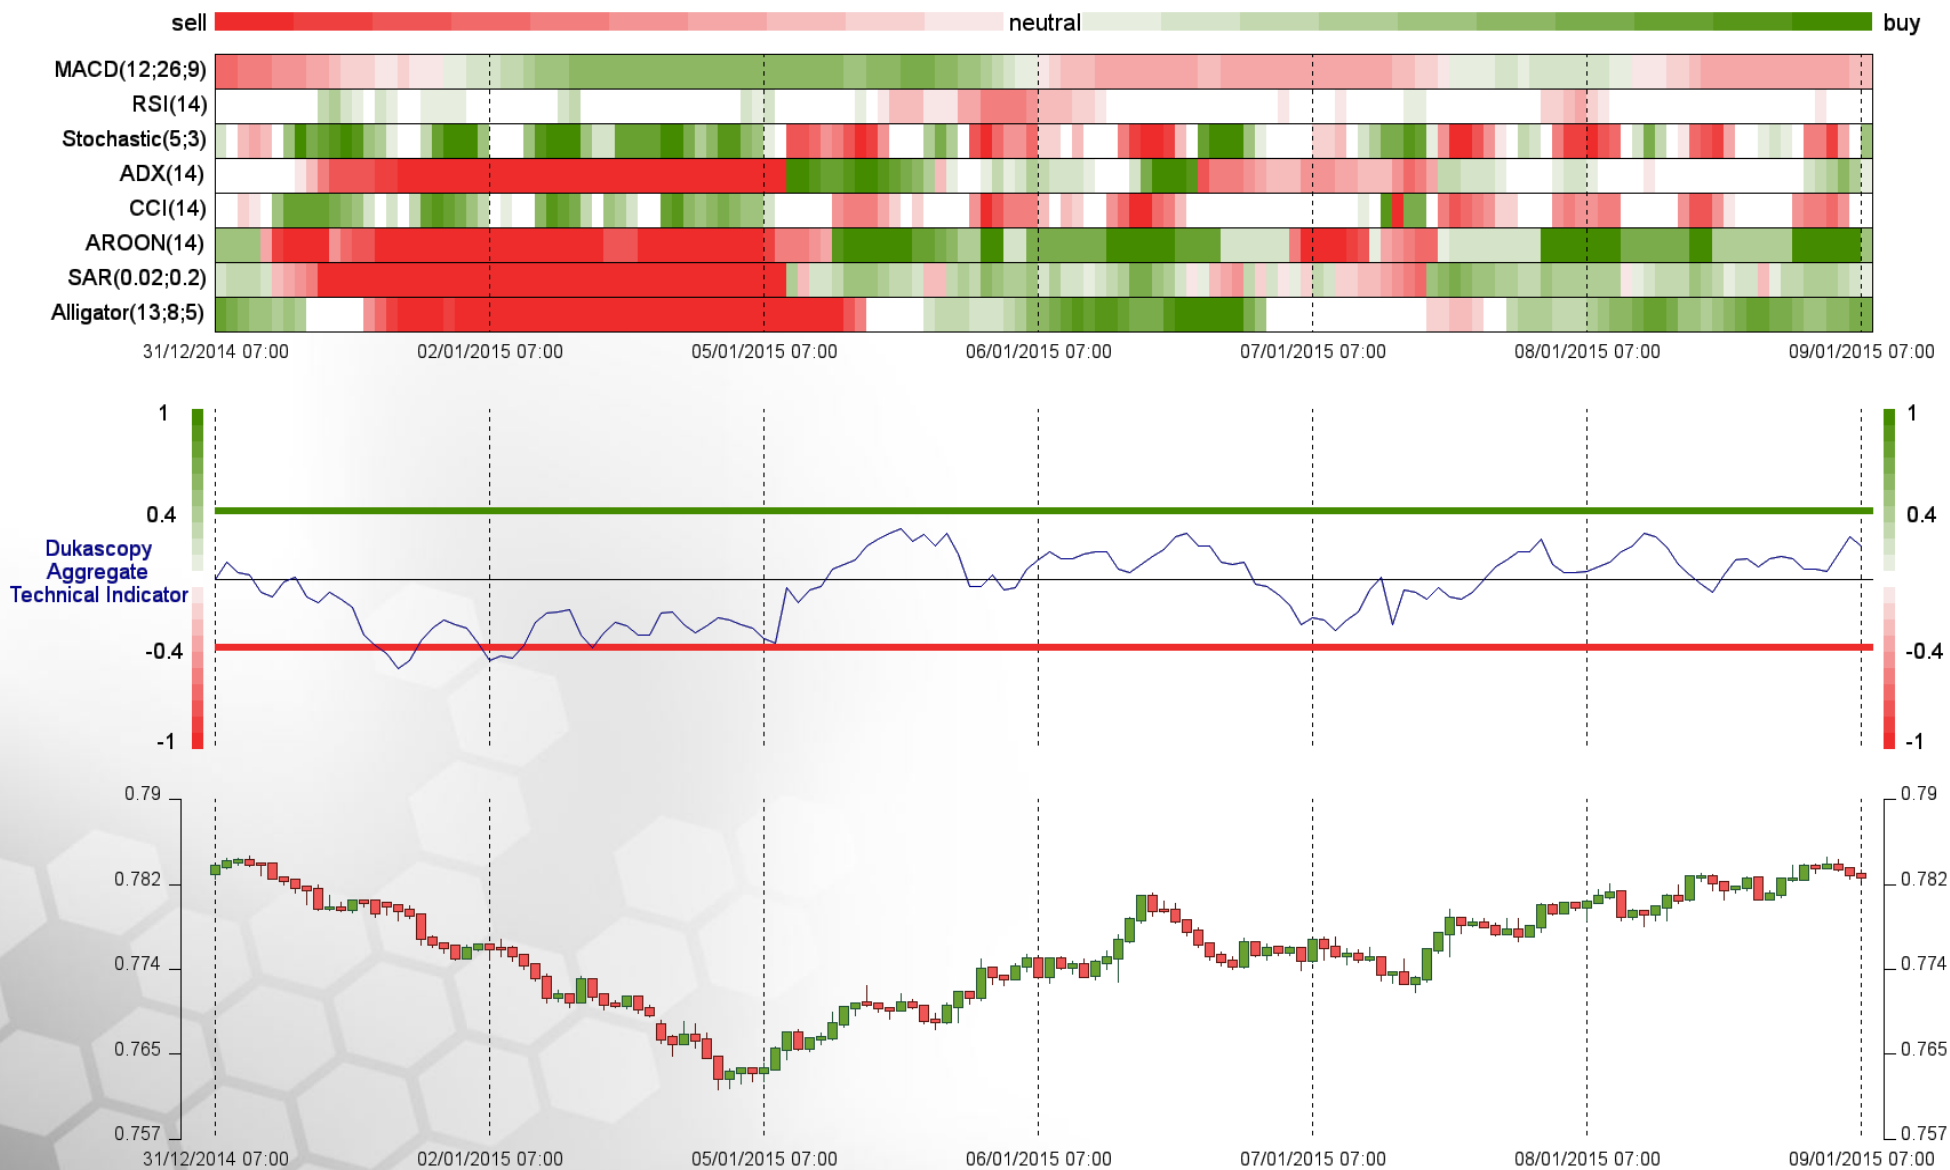 sell neutral buy
MACD(12;26;9)
RSI(14)
Stochastic(5;3)
ADX(14)
CCI(14)
AROON(14)
SAR(0.02;0.2)
Alligator(13;8;5)
31/12/2014 07:00 02/01/2015 07:00 05/01/2015 07:00 06/01/2015 07:00 07/01/2015 07:00 08/01/2015 07:00 09/01/2015 07:00
1 1
0.4 0.4
Dukascopy
Aggregate
Technical Indicator
-0.4 -0.4
-1 -1
0.79 0.79
0.782 0.782
0.774 0.774
0.765 0.765
0.757 0.757
31/12/2014 07:00 02/01/2015 07:00 05/01/2015 07:00 06/01/2015 07:00 07/01/2015 07:00 08/01/2015 07:00 09/01/2015 07:00